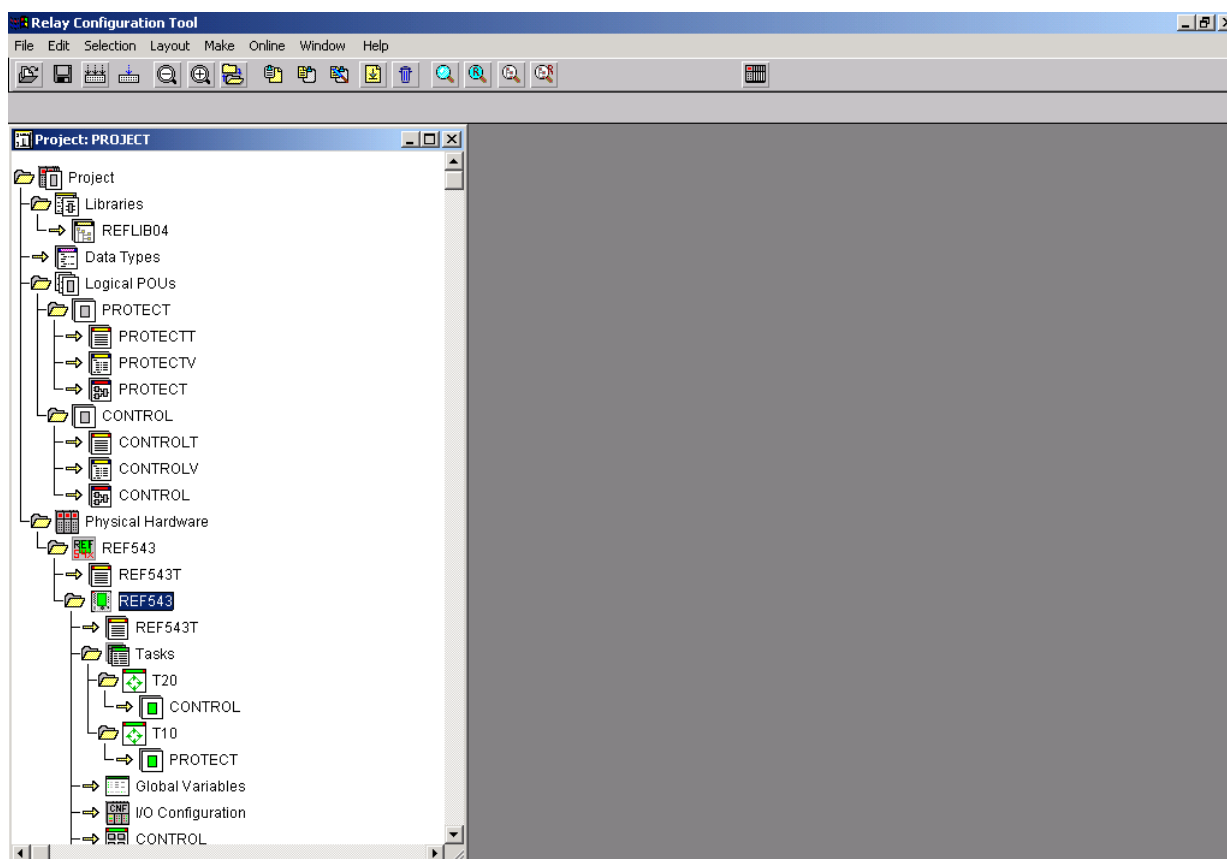 Relay Configuration Tool
File Edit Selection Layout Make Online Window Help
Project: PROJECT
Project
Libraries
REFLIB04
Data Types
Logical POUs
PROTECT
PROTECTT
PROTECTV
PROTECT
CONTROL
CONTROLT
CONTROLV
CONTROL
Physical Hardware
REF543
REF543T
REF543
REF543T
Tasks
T20
CONTROL
T10
PROTECT
Global Variables
CNF I/O Configuration
CONTROL